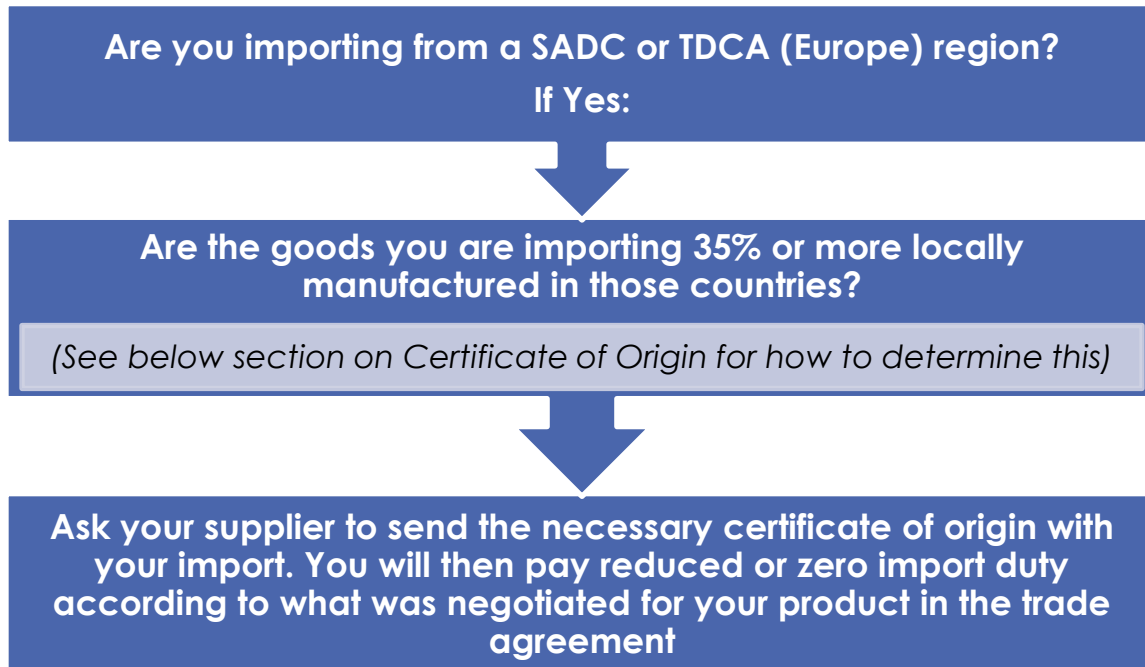 Are you importing from a SADC or TDCA (Europe) region?
If Yes:
Are the goods you are importing 35% or more locally
manufactured in those countries?
(See below section on Certificate of Origin for how to determine this)
Ask your supplier to send the necessary certificate of origin with
your import. You will then pay reduced or zero import duty
according to what was negotiated for your product in the trade
agreement